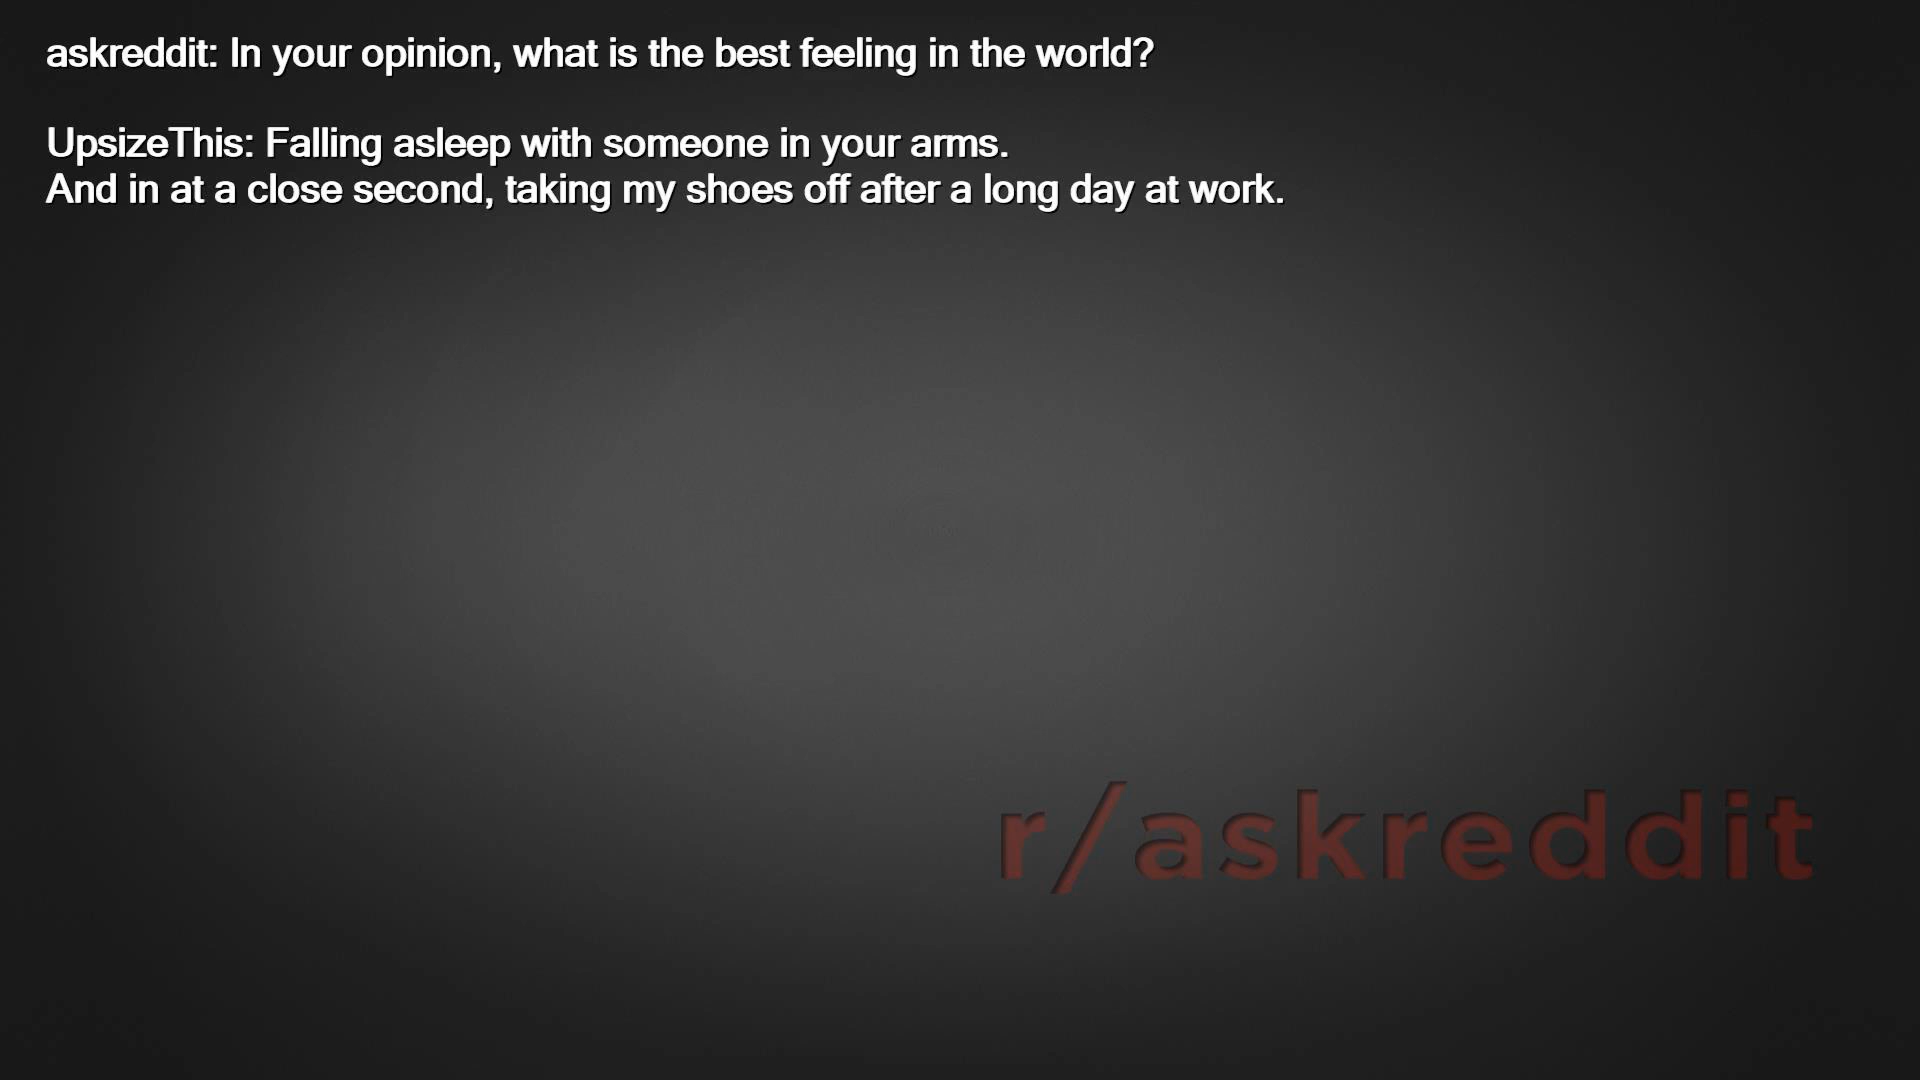 askreddit: In your opinion, what is the best feeling in the world?
UpsizeThis: Falling asleep with someone in your arms.
And in at a close second, taking my shoes off after a long day at work.
r/askreddit